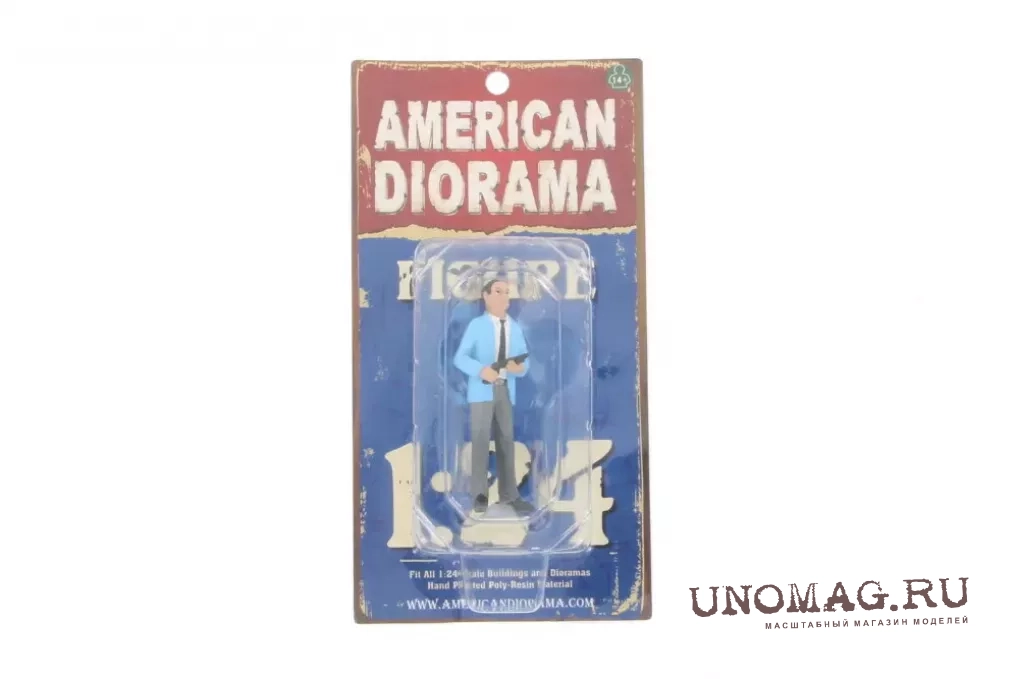 14+
AMERICAN
DIORAMA
FIGURE
1:24
Fit All 1:24-Scale Buildings and Dioramas
Hand Painted Poly-Resin Material
WWW.AMERICANDIORAMA.COM
UNOMAG.RU
МАСШТАБНЫЙ МАГАЗИН МОДЕЛЕЙ